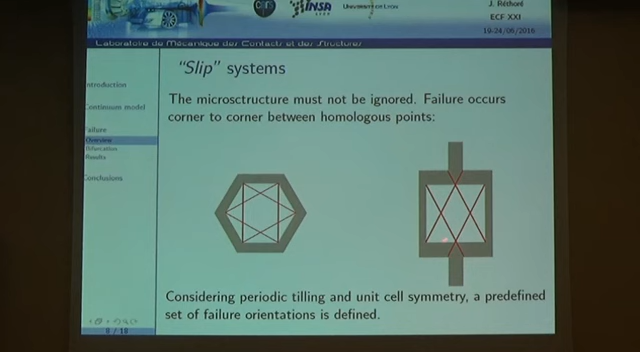 INSA
J. Réthoré
ECF XXI
19-24/06/2016
Laboratoire de Mécanique des Contacts et des Structures
"Slip" systems
Introduction
Continuum model
Failure
Overview
Bifurcation
Results
Conclusions
The microsctructure must not be ignored. Failure occurs
corner to corner between homologous points:
Considering periodic tilling and unit cell symmetry, a predefined
set of failure orientations is defined.
8 / 18